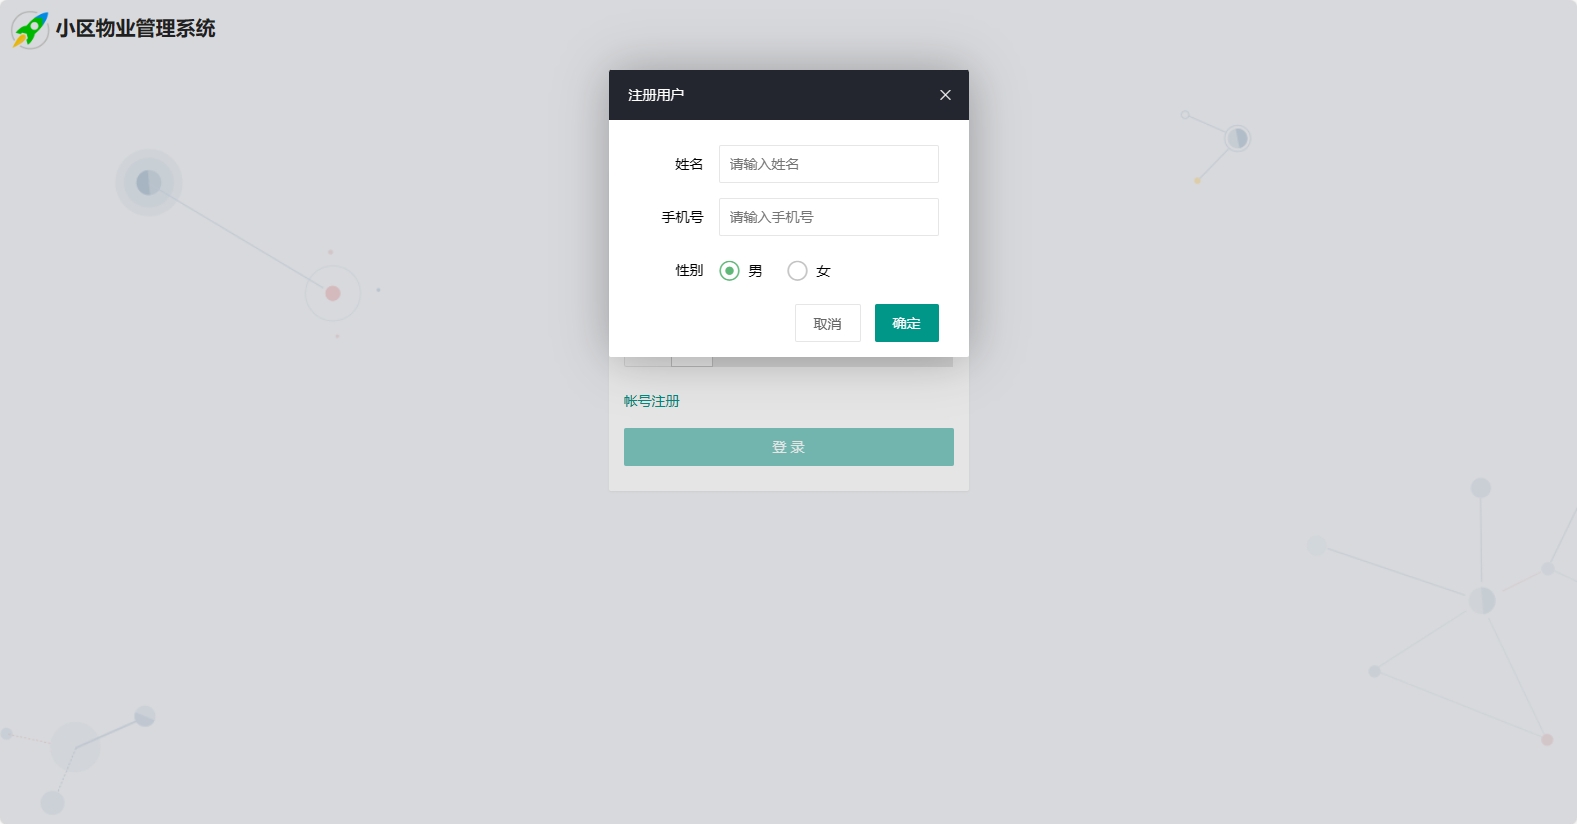 小区物业管理系统
注册用户
姓名 请输入姓名
手机号 请输入手机号
性别 男 女
取消 确定
帐号注册
登 录